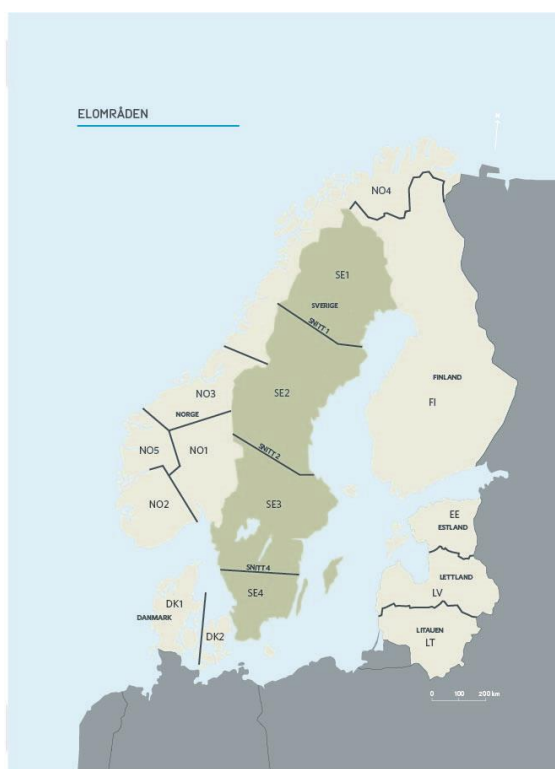 ELOMRÅDEN
NO4
SE1
SVERIGE
SNITT 1
FINLAND
FI
NO3
SE2
NORGE
NO5
NO1
SNITT 2
NO2
SE3
EE
ESTLAND
SNITT 4
LETTLAND
LV
SE4
DK1
DANMARK
DK2
LITAUEN
LT
0 100 200 km